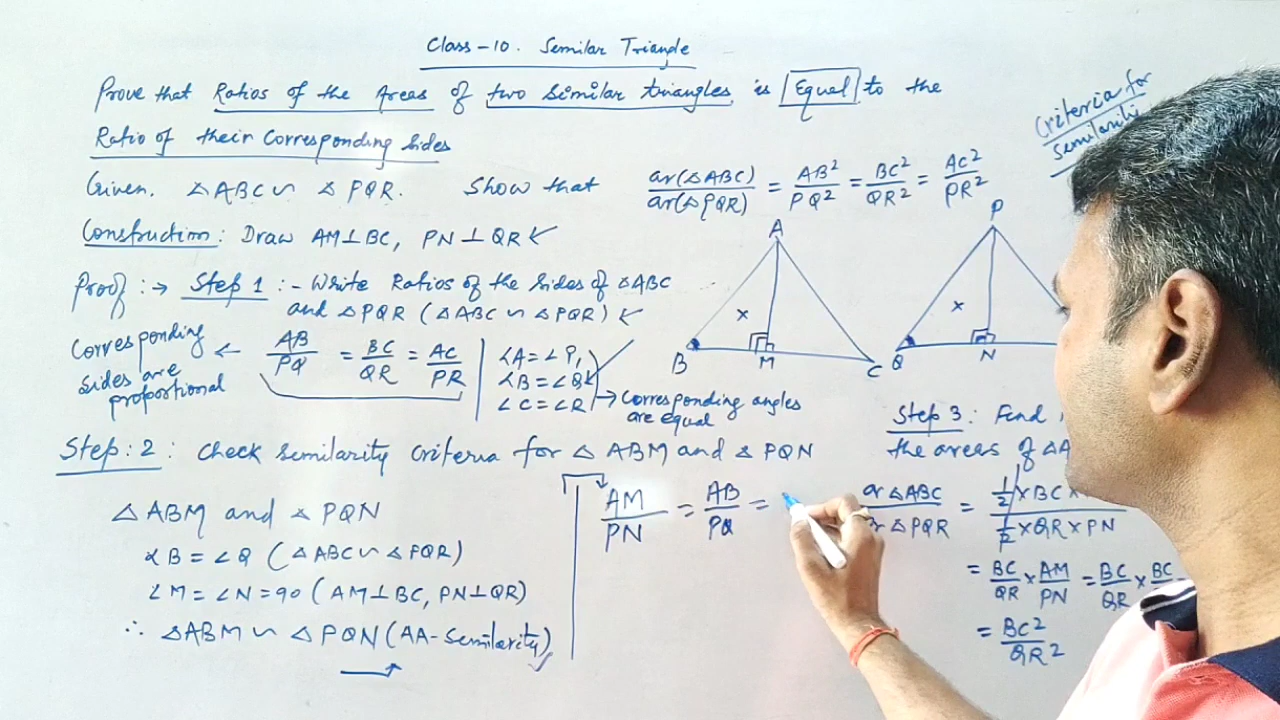 Class-10. Semilar Triangle
Prove that Ratios of the Areas of two similar triangles is Equal to the
Ratio of their Corresponding sides
Criteria for
semilarity
Given. △ABC ∽ △PQR. Show that ar(△ABC)/ar(△PQR) = AB²/PQ² = BC²/QR² = AC²/PR²
Construction: Draw AM⊥BC, PN⊥QR
Proof: → Step 1 :- Write Ratios of the sides of △ABC
and △PQR (△ABC ∽ △PQR)
Corresponding
sides are
proportional
← AB/PQ = BC/QR = AC/PR
∠A = ∠P,
∠B = ∠Q
∠C = ∠R
→ Corresponding angles
are equal
A
x
B
M
C
P
x
Q
N
Step: 2 : Check similarity Criteria for △ ABM and △ PQN
△ ABM and △ PQN
∠B = ∠Q (△ABC ∽ △PQR)
∠M = ∠N = 90 (AM⊥BC, PN⊥QR)
∴ △ABM ∽ △PQN (AA-Semilarity)
AM/PN = AB/PQ =
Step 3 : Find
the areas of △A
ar △ABC / △PQR = ½ × BC × / ½ × QR × PN
= BC/QR × AM/PN = BC/QR × BC
= BC²/QR²